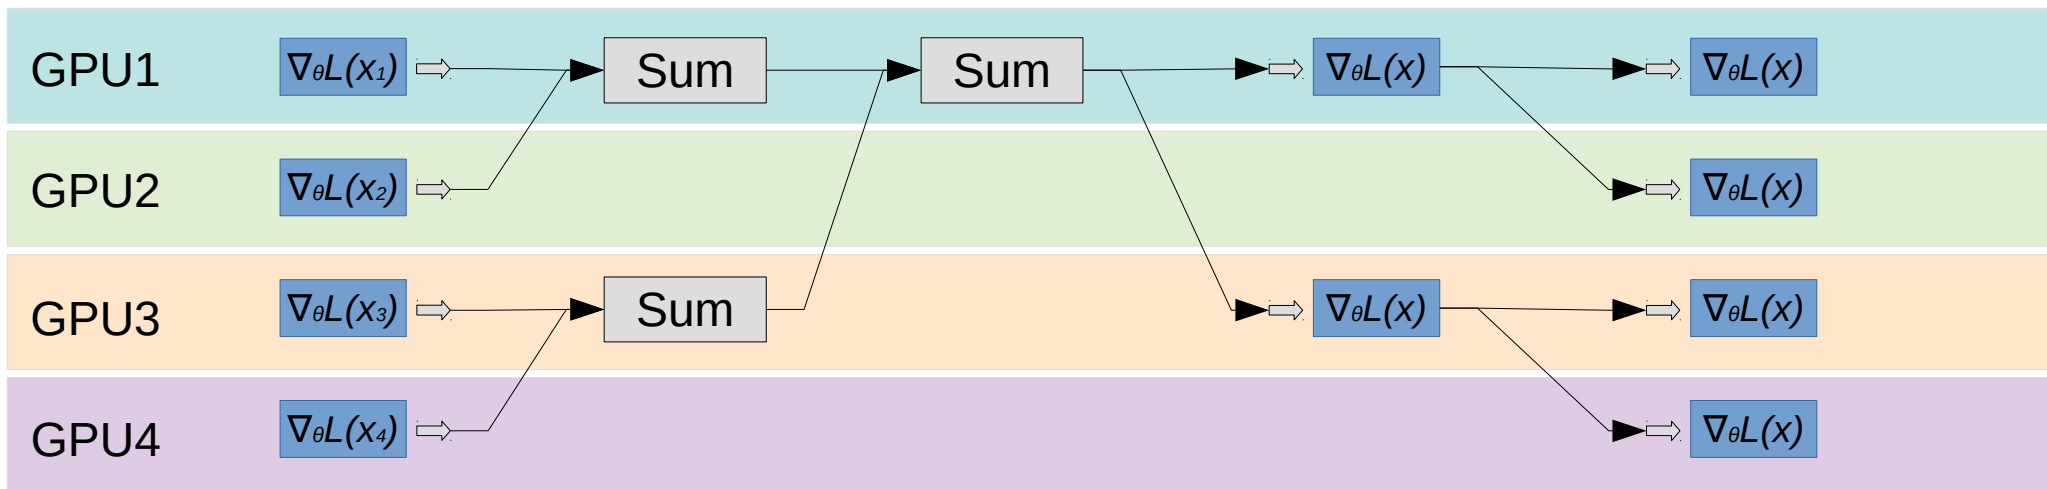 GPU1 ∇θL(x1) Sum Sum ∇θL(x) ∇θL(x)
GPU2 ∇θL(x2) ∇θL(x)
GPU3 ∇θL(x3) Sum ∇θL(x) ∇θL(x)
GPU4 ∇θL(x4) ∇θL(x)